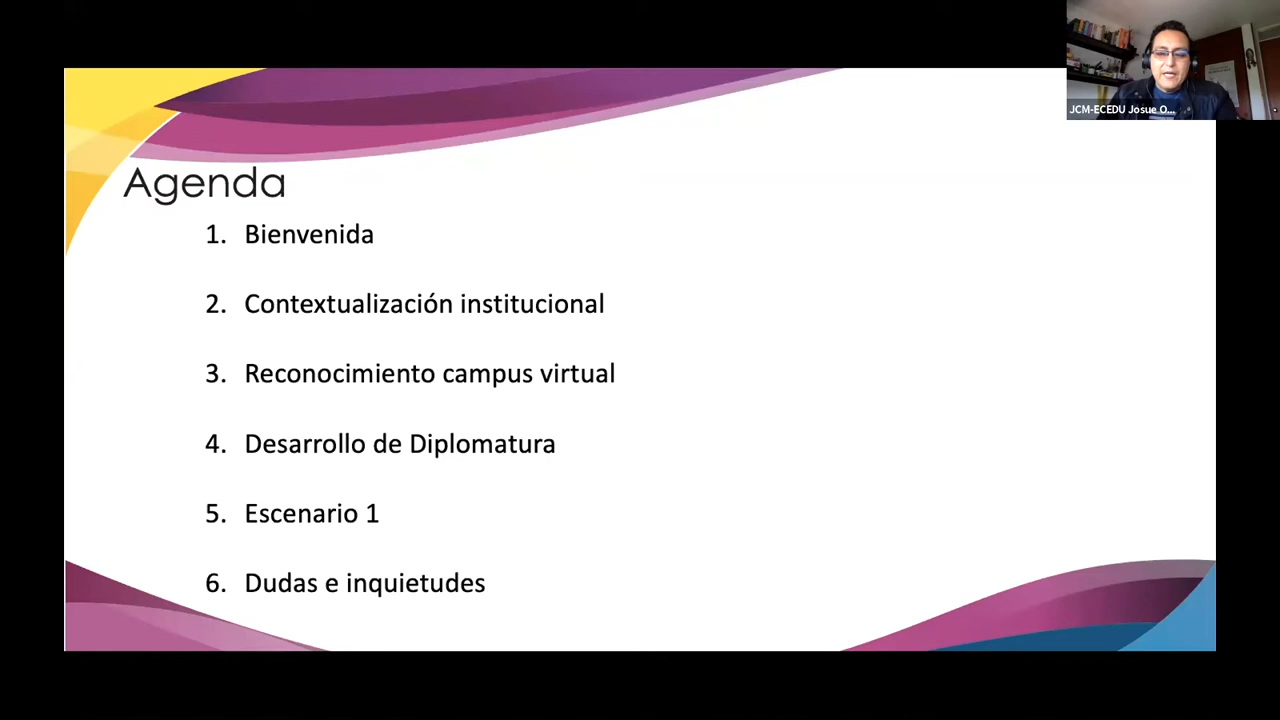 JCM-ECEDU Josue O...
Agenda
1. Bienvenida
2. Contextualización institucional
3. Reconocimiento campus virtual
4. Desarrollo de Diplomatura
5. Escenario 1
6. Dudas e inquietudes